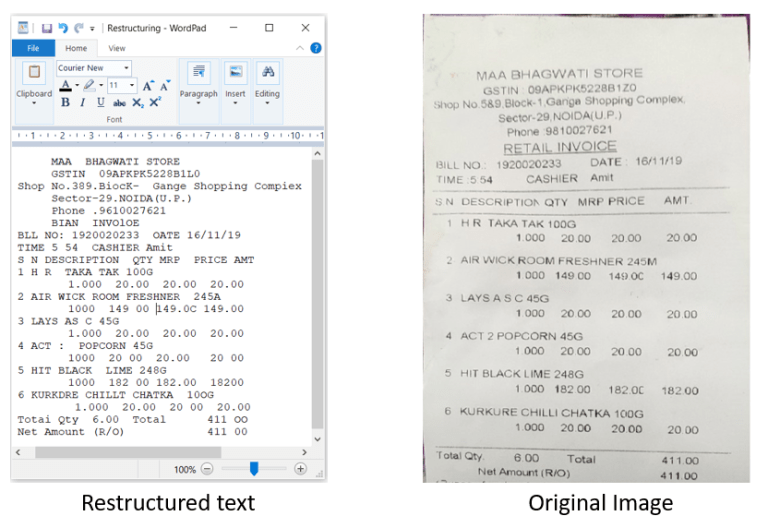 Restructuring - WordPad
File Home View
Clipboard
Courier New 11
B I U abc X₂ X²
Font
Paragraph
Insert
Editing
1 2 3 4 5 6 7 8 9 10 1
MAA BHAGWATI STORE
GSTIN 09APKPK5228B1L0
Shop No.389.BiocK- Gange Shopping Compiex
Sector-29.NOIDA(U.P.)
Phone .9610027621
BIAN INVOlOE
BLL NO: 1920020233 OATE 16/11/19
TIME 5 54 CASHIER Amit
S N DESCRIPTION QTY MRP PRICE AMT
1 H R TAKA TAK 100G
1.000 20.00 20.00 20.00
2 AIR WICK ROOM FRESHNER 245A
1000 149 00 149.0C 149.00
3 LAYS AS C 45G
1.000 20.00 20.00 20.00
4 ACT : POPCORN 45G
1000 20 00 20.00 20 00
5 HIT BLACK LIME 248G
1000 182 00 182.00 18200
6 KURKDRE CHILLT CHATKA 10OG
1.000 20.00 20 00 20.00
Totai Qty 6.00 Total 411 OO
Net Amount (R/O) 411 00
100%
Restructured text
MAA BHAGWATI STORE
GSTIN : 09APKPK5228B1Z0
Shop No.5&9,Block-1,Ganga Shopping Complex,
Sector-29,NOIDA(U.P.)
Phone :9810027621
RETAIL INVOICE
BILL NO.: 1920020233 DATE : 16/11/19
TIME :5:54 CASHIER Amit
S.N DESCRIPTION QTY MRP PRICE AMT.
1 H R TAKA TAK 100G
1.000 20.00 20.00 20.00
2 AIR WICK ROOM FRESHNER 245M
1.000 149.00 149.0C 149.00
3 LAYS A S C 45G
1.000 20.00 20.00 20.00
4 ACT 2 POPCORN 45G
1.000 20.00 20.00 20.00
5 HIT BLACK LIME 248G
1.000 182.00 182.0C 182.00
6 KURKURE CHILLI CHATKA 100G
1.000 20.00 20.00 20.00
Total Qty. 6.00 Total 411.00
Net Amount (R/O) 411.00
Original Image